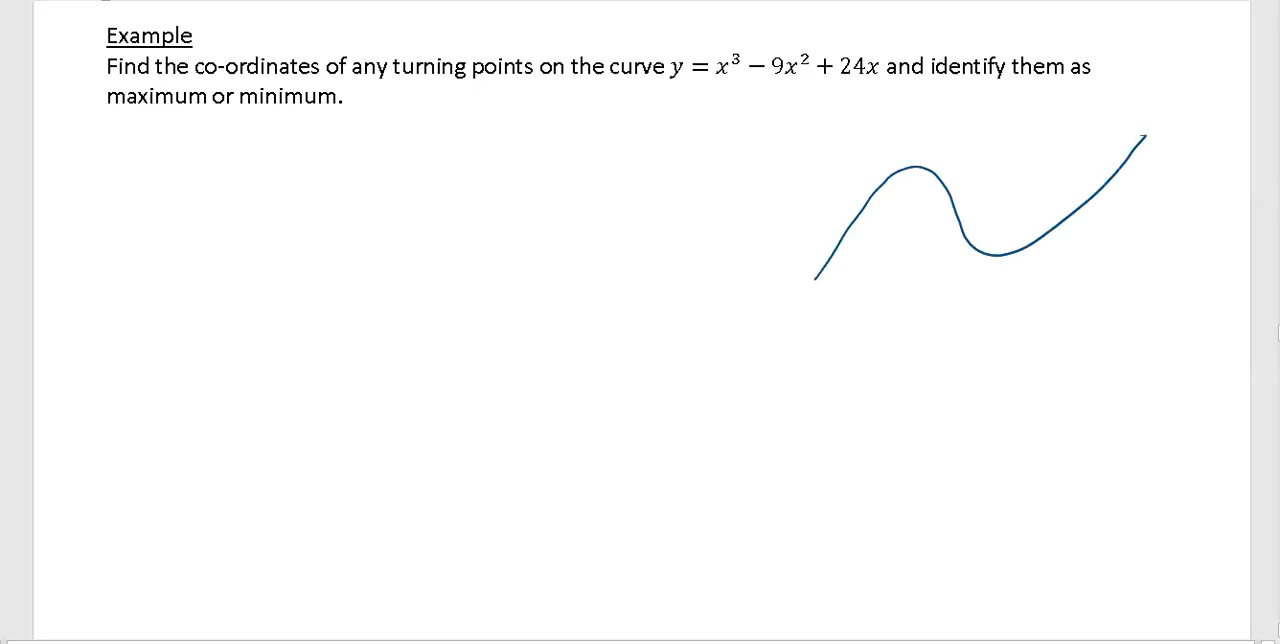 Example
Find the co-ordinates of any turning points on the curve y = x³ − 9x² + 24x and identify them as
maximum or minimum.